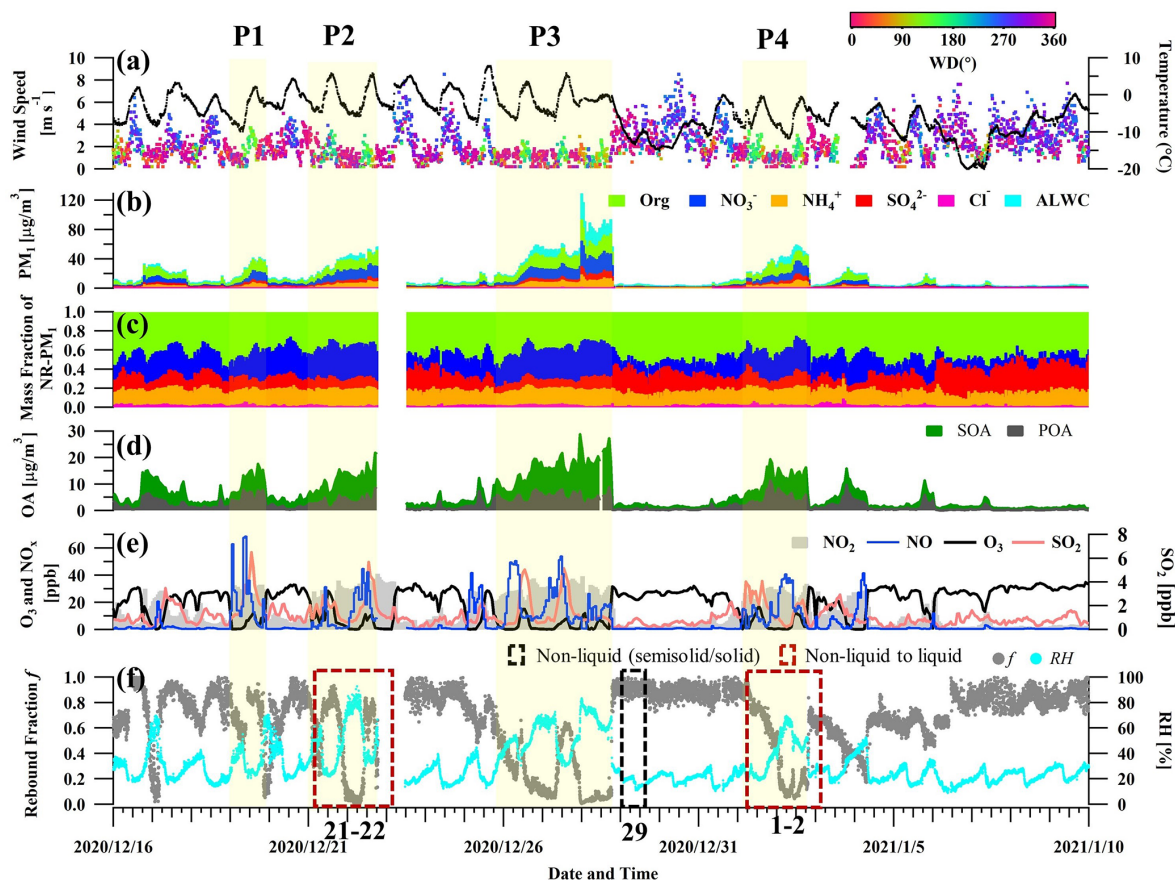 P1 P2 P3 P4
0 90 180 270 360
WD(°)
(a)
Wind Speed
[m s⁻¹]
10
8
6
4
2
0
Temperature
(°C)
10
0
-10
-20
(b)
PM₁ [μg/m³]
120
80
40
0
Org NO₃⁻ NH₄⁺ SO₄²⁻ Cl⁻ ALWC
(c)
Mass Fraction of
NR-PM₁
1.0
0.8
0.6
0.4
0.2
0.0
(d)
OA [μg/m³]
30
20
10
0
SOA POA
(e)
O₃ and NOₓ
[ppb]
60
40
20
0
NO₂ NO O₃ SO₂
SO₂ [ppb]
8
6
4
2
0
(f)
Rebound Fraction f
1.0
0.8
0.6
0.4
0.2
0.0
Non-liquid (semisolid/solid) Non-liquid to liquid f RH
RH [%]
100
80
60
40
20
0
21-22 29 1-2
2020/12/16 2020/12/21 2020/12/26 2020/12/31 2021/1/5 2021/1/10
Date and Time